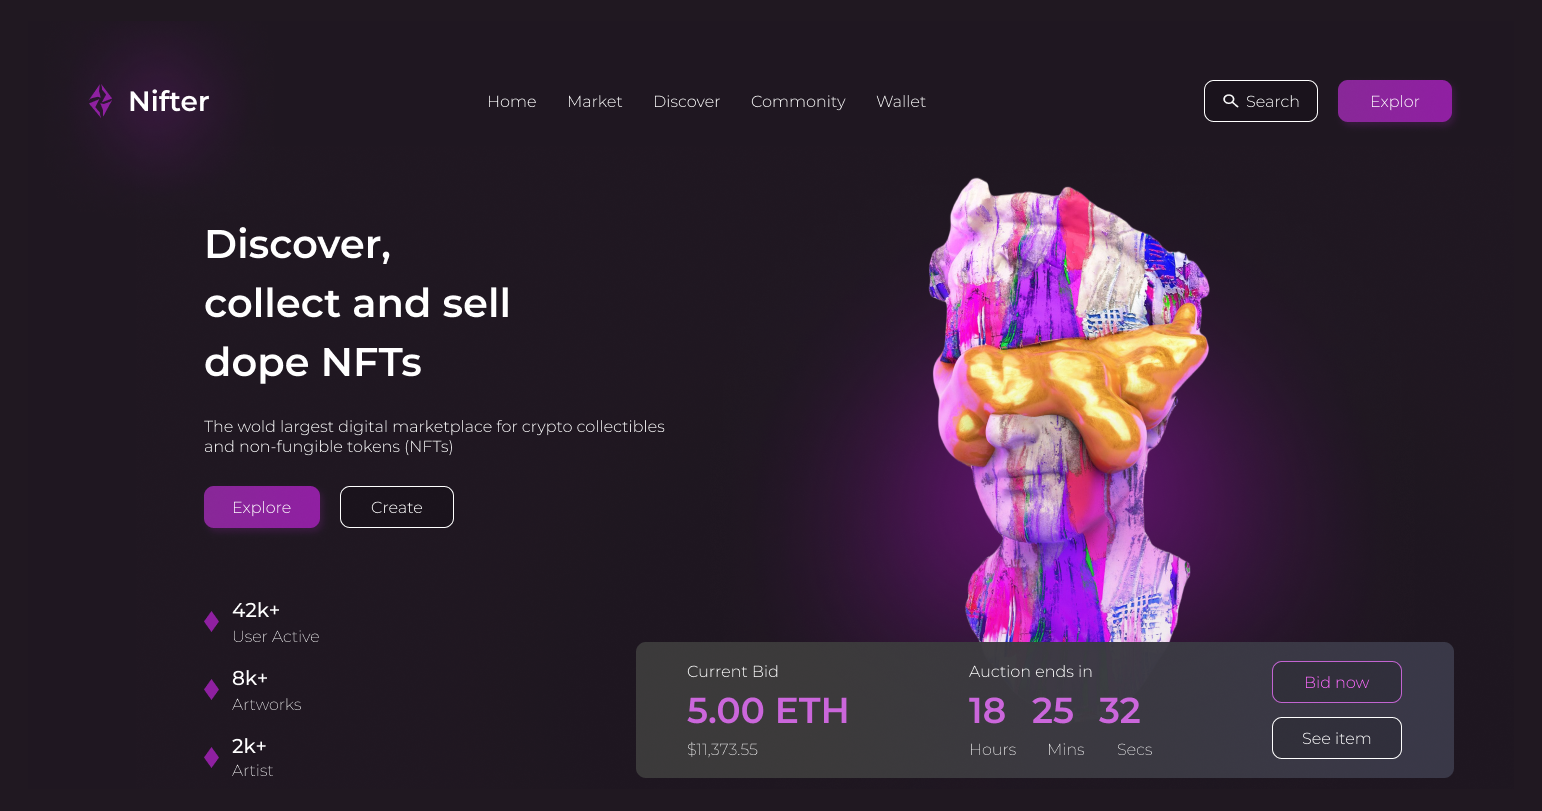 Nifter
Home Market Discover Commonity Wallet
Search
Explor
Discover,
collect and sell
dope NFTs
The wold largest digital marketplace for crypto collectibles
and non-fungible tokens (NFTs)
Explore
Create
42k+
User Active
8k+
Artworks
2k+
Artist
Current Bid
5.00 ETH
$11,373.55
Auction ends in
18 25 32
Hours Mins Secs
Bid now
See item